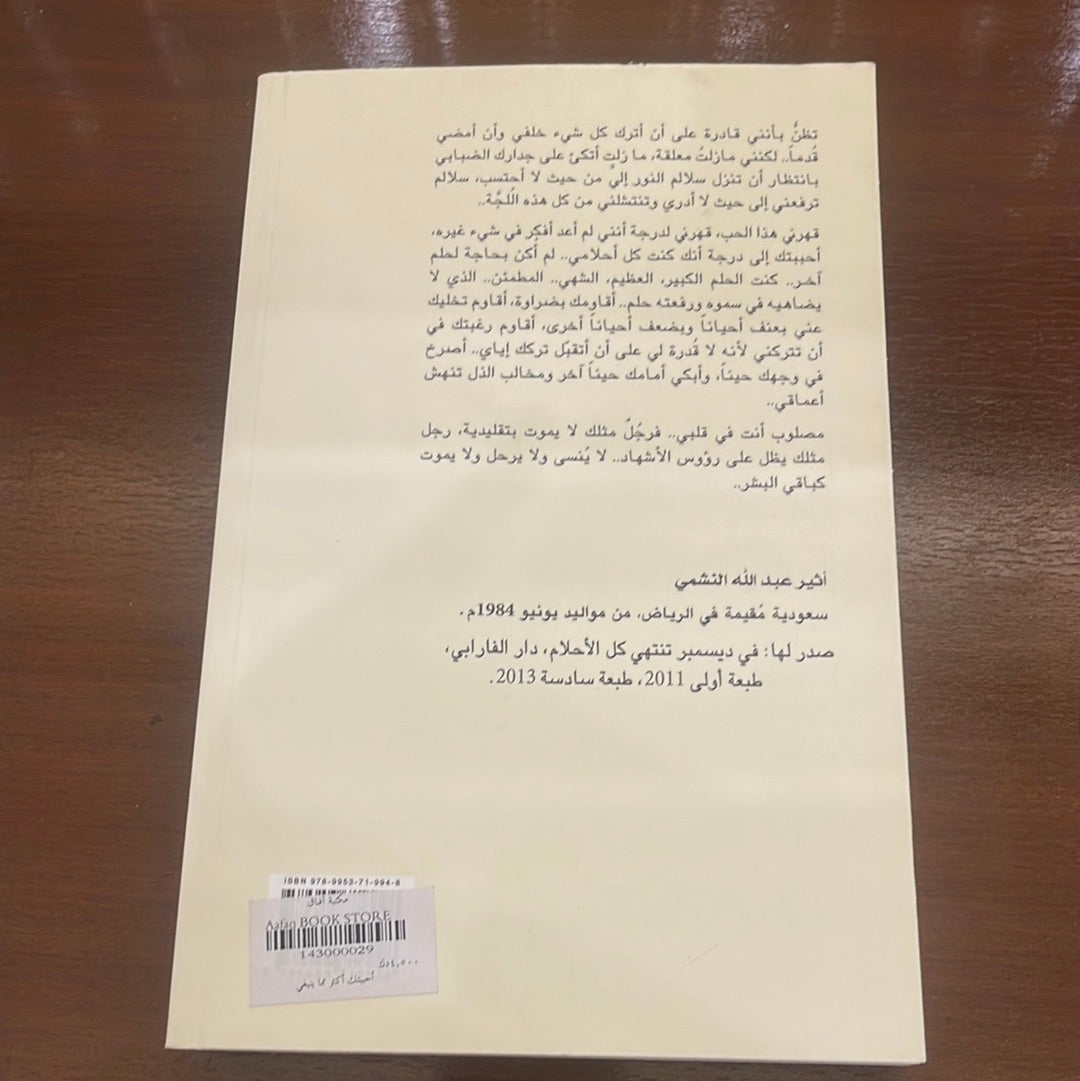 تظنُّ بأنني قادرة على أن أترك كل شيء خلفي وأن أمضي
قُدماً.. لكنني مازلتُ معلقة، ما زلتٍ أتكئ على جدارك الضبابي
بانتظار أن تنزل سلالم النور إلي من حيث لا أحتسب، سلالم
ترفعني إلى حيث لا أدري وتنتشلني من كل هذه اللُجَّة..
قهرني هذا الحب، قهرني لدرجة أنني لم أعد أفكر في شيء غيره،
أحببتك إلى درجة أنك كنت كل أحلامي.. لم أكن بحاجة لحلم
آخر.. كنت الحلم الكبير، العظيم، الشهي.. المطمئن.. الذي لا
يضاهيه في سموه ورفعته حلم.. أقاومك بضراوة، أقاوم تخليك
عني بعنف أحياناً وبضعف أحياناً أخرى، أقاوم رغبتك في
أن تتركني لأنه لا قُدرة لي على أن أتقبّل تركك إياي.. أصرخ
في وجهك حيناً، وأبكي أمامك حيناً آخر ومخالب الذل تنهش
أعماقي..
مصلوب أنت في قلبي.. فرجُلٌ مثلك لا يموت بتقليدية، رجل
مثلك يظل على رؤوس الأشهاد.. لا يُنسى ولا يرحل ولا يموت
كباقي البشر..
أثير عبد الله النشمي
سعودية مُقيمة في الرياض، من مواليد يونيو 1984م.
صدر لها: في ديسمبر تنتهي كل الأحلام، دار الفارابي،
طبعة أولى 2011، طبعة سادسة 2013.
ISBN 978-9953-71-994-8
مكتبة آفاق
Aafaq BOOK STORE
143000029
٤,٥٠٠دك
أحببتك أكثر مما ينبغي